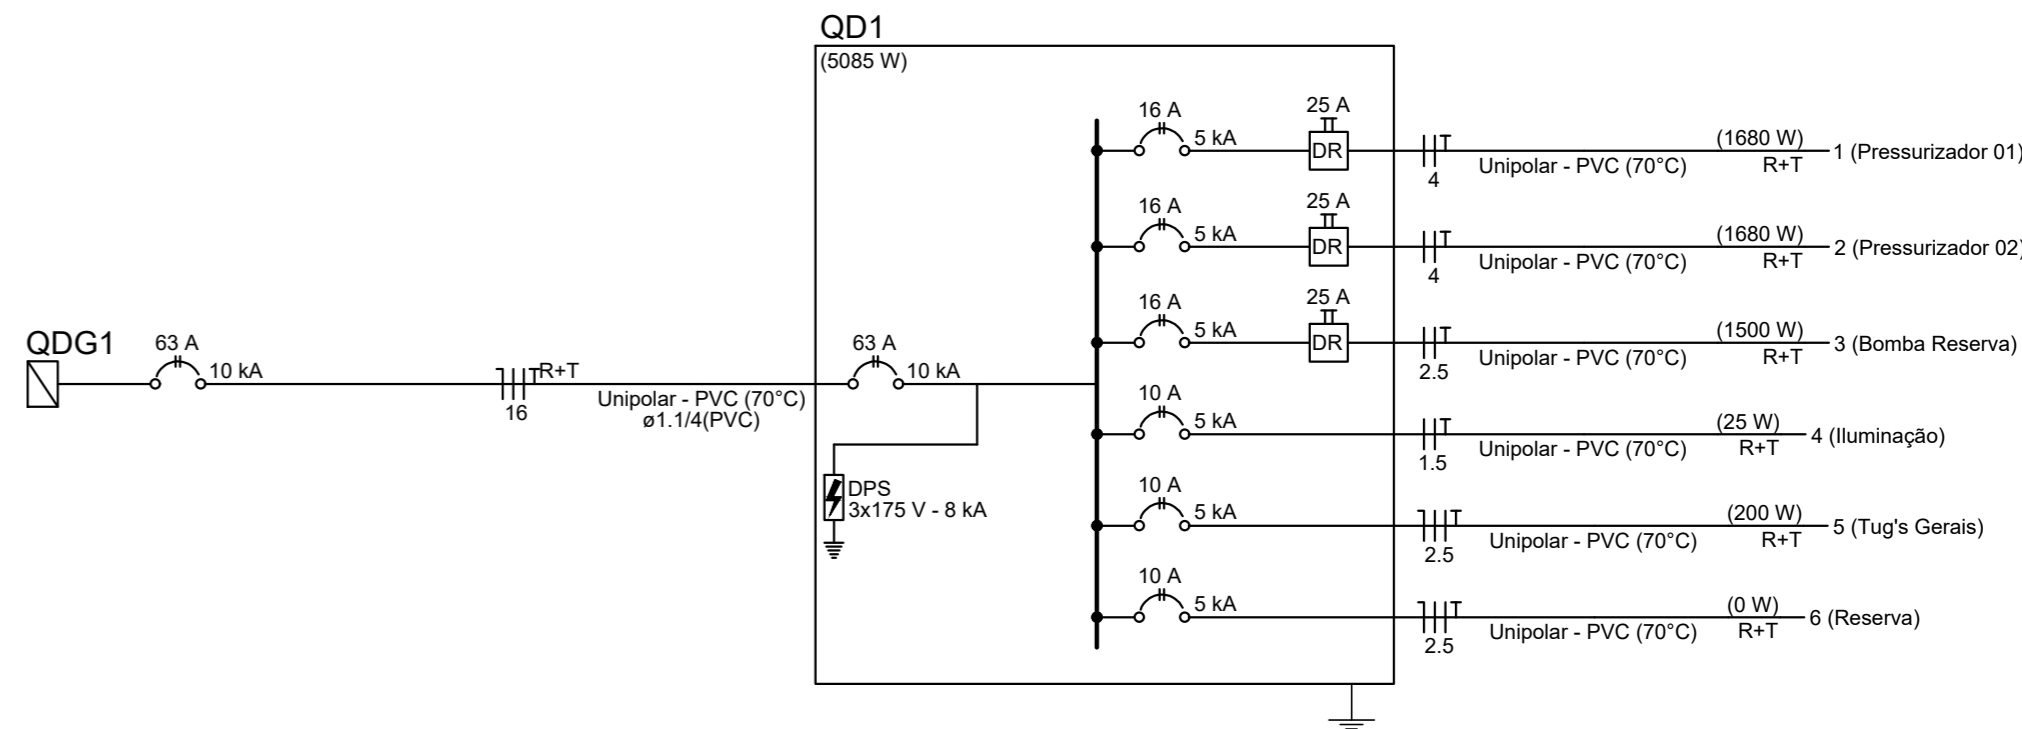 QD1
(5085 W)
16 A
5 kA
25 A
DR
T
4
Unipolar - PVC (70°C)
(1680 W)
R+T
1 (Pressurizador 01)
16 A
5 kA
25 A
DR
T
4
Unipolar - PVC (70°C)
(1680 W)
R+T
2 (Pressurizador 02)
16 A
5 kA
25 A
DR
T
2.5
Unipolar - PVC (70°C)
(1500 W)
R+T
3 (Bomba Reserva)
QDG1
63 A
10 kA
R+T
16
Unipolar - PVC (70°C)
ø1.1/4(PVC)
63 A
10 kA
DPS
3x175 V - 8 kA
10 A
5 kA
T
1.5
Unipolar - PVC (70°C)
(25 W)
R+T
4 (Iluminação)
10 A
5 kA
T
2.5
Unipolar - PVC (70°C)
(200 W)
R+T
5 (Tug's Gerais)
10 A
5 kA
T
2.5
Unipolar - PVC (70°C)
(0 W)
R+T
6 (Reserva)